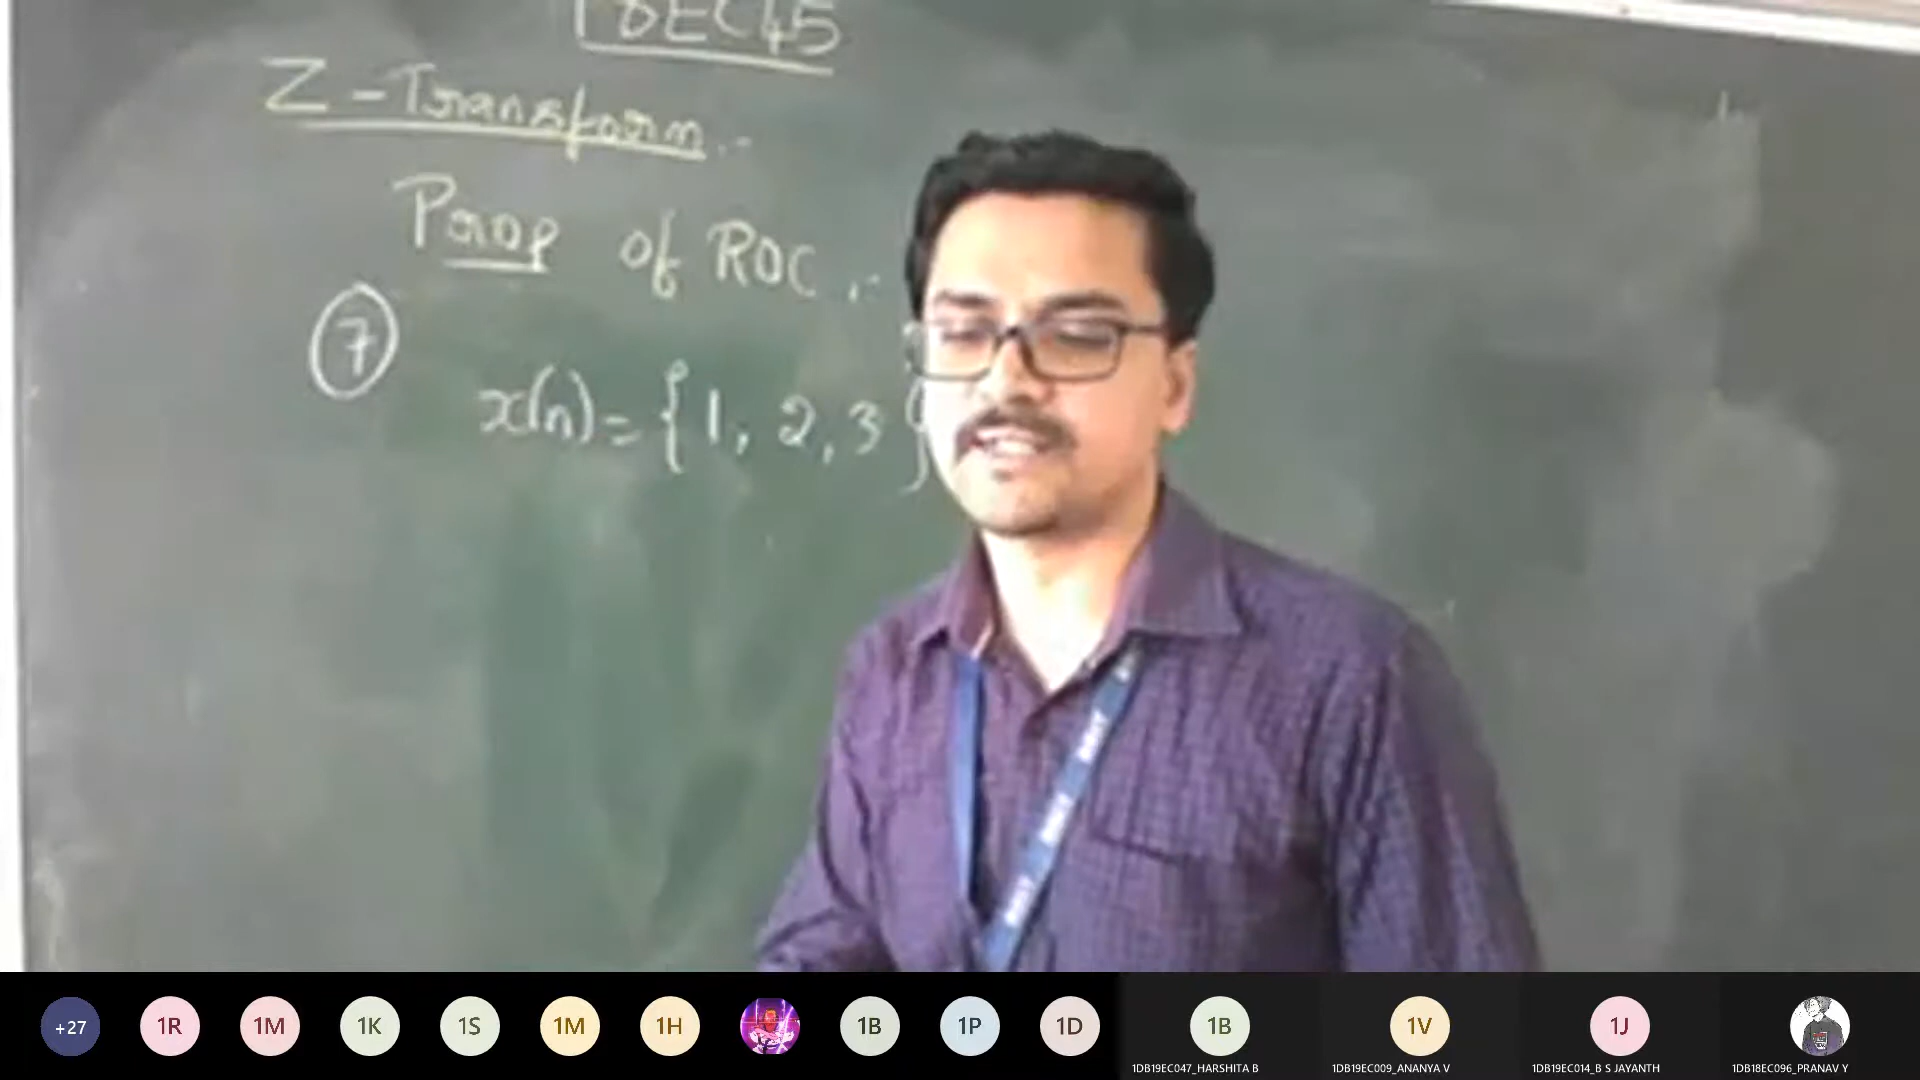 18EC45
Z-Transform :-
Prop of ROC :-
7
x(n) = { 1, 2, 3 }
+27
1R
1M
1K
1S
1M
1H
1B
1P
1D
1B
1V
1J
1DB19EC047_HARSHITA B
1DB19EC009_ANANYA V
1DB19EC014_B S JAYANTH
1DB18EC096_PRANAV Y